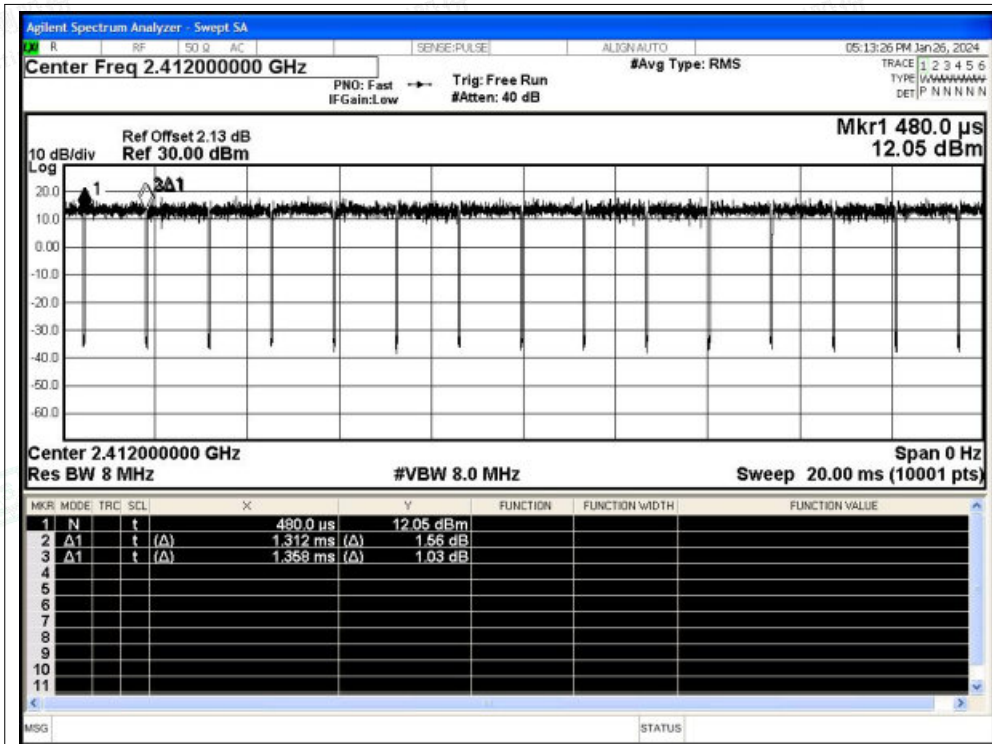 Agilent Spectrum Analyzer - Swept SA
LXI R RF 50 Ω AC SENSE:PULSE ALIGN AUTO 05:13:26 PM Jan 26, 2024
Center Freq 2.412000000 GHz #Avg Type: RMS TRACE 1 2 3 4 5 6
PNO: Fast Trig: Free Run TYPE
IFGain:Low #Atten: 40 dB DET P N N N N N
Mkr1 480.0 µs
Ref Offset 2.13 dB
10 dB/div Ref 30.00 dBm 12.05 dBm
Log
20.0
1 3Δ1
10.0
0.00
-10.0
-20.0
-30.0
-40.0
-50.0
-60.0
Center 2.412000000 GHz Span 0 Hz
Res BW 8 MHz #VBW 8.0 MHz Sweep 20.00 ms (10001 pts)
MKR MODE TRC SCL X Y FUNCTION FUNCTION WIDTH FUNCTION VALUE
1 N t 480.0 µs 12.05 dBm
2 Δ1 t (Δ) 1.312 ms (Δ) 1.56 dB
3 Δ1 t (Δ) 1.358 ms (Δ) 1.03 dB
4
5
6
7
8
9
10
11
MSG STATUS